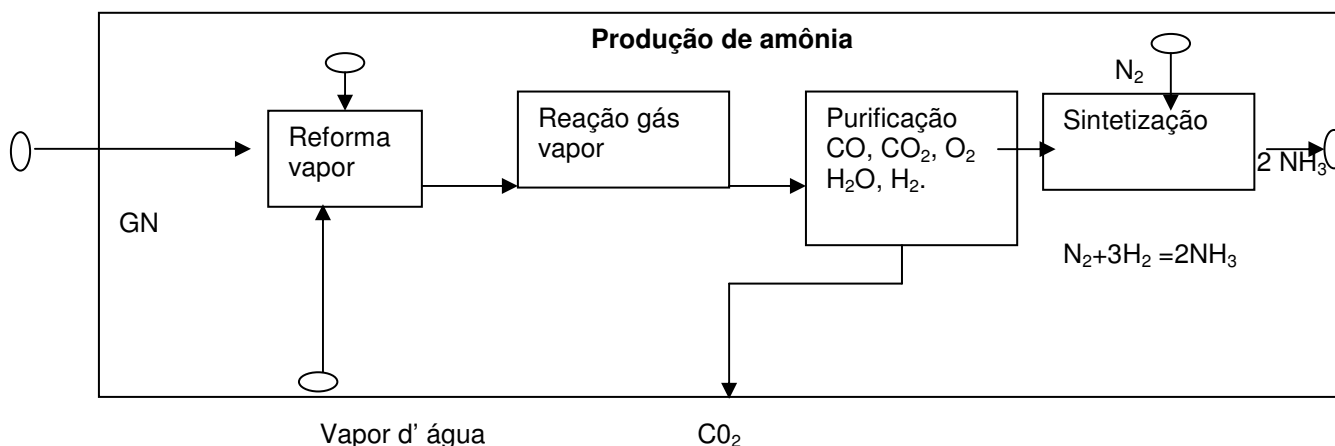 Produção de amônia
N₂
Reforma
vapor
Reação gás
vapor
Purificação
CO, CO₂, O₂
H₂O, H₂.
Sintetização
2 NH₃
GN
N₂+3H₂ =2NH₃
Vapor d' água
C0₂